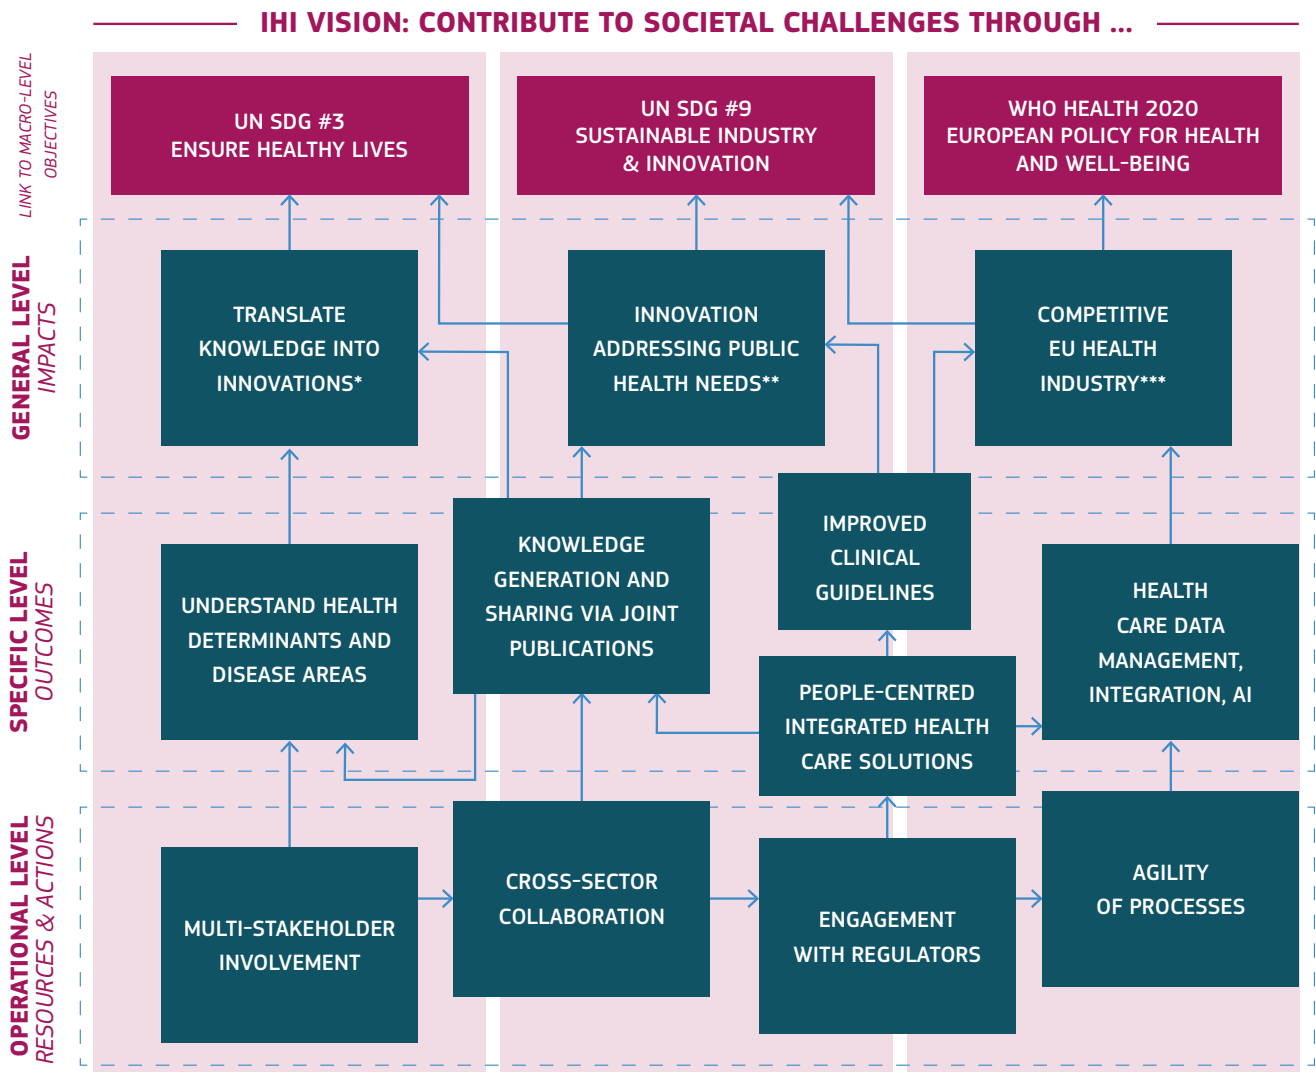 IHI VISION: CONTRIBUTE TO SOCIETAL CHALLENGES THROUGH ...
LINK TO MACRO-LEVEL
OBJECTIVES
UN SDG #3
ENSURE HEALTHY LIVES
UN SDG #9
SUSTAINABLE INDUSTRY
& INNOVATION
WHO HEALTH 2020
EUROPEAN POLICY FOR HEALTH
AND WELL-BEING
GENERAL LEVEL
IMPACTS
TRANSLATE
KNOWLEDGE INTO
INNOVATIONS*
INNOVATION
ADDRESSING PUBLIC
HEALTH NEEDS**
COMPETITIVE
EU HEALTH
INDUSTRY***
SPECIFIC LEVEL
OUTCOMES
UNDERSTAND HEALTH
DETERMINANTS AND
DISEASE AREAS
KNOWLEDGE
GENERATION AND
SHARING VIA JOINT
PUBLICATIONS
IMPROVED
CLINICAL
GUIDELINES
PEOPLE-CENTRED
INTEGRATED HEALTH
CARE SOLUTIONS
HEALTH
CARE DATA
MANAGEMENT,
INTEGRATION, AI
OPERATIONAL LEVEL
RESOURCES & ACTIONS
MULTI-STAKEHOLDER
INVOLVEMENT
CROSS-SECTOR
COLLABORATION
ENGAGEMENT
WITH REGULATORS
AGILITY
OF PROCESSES